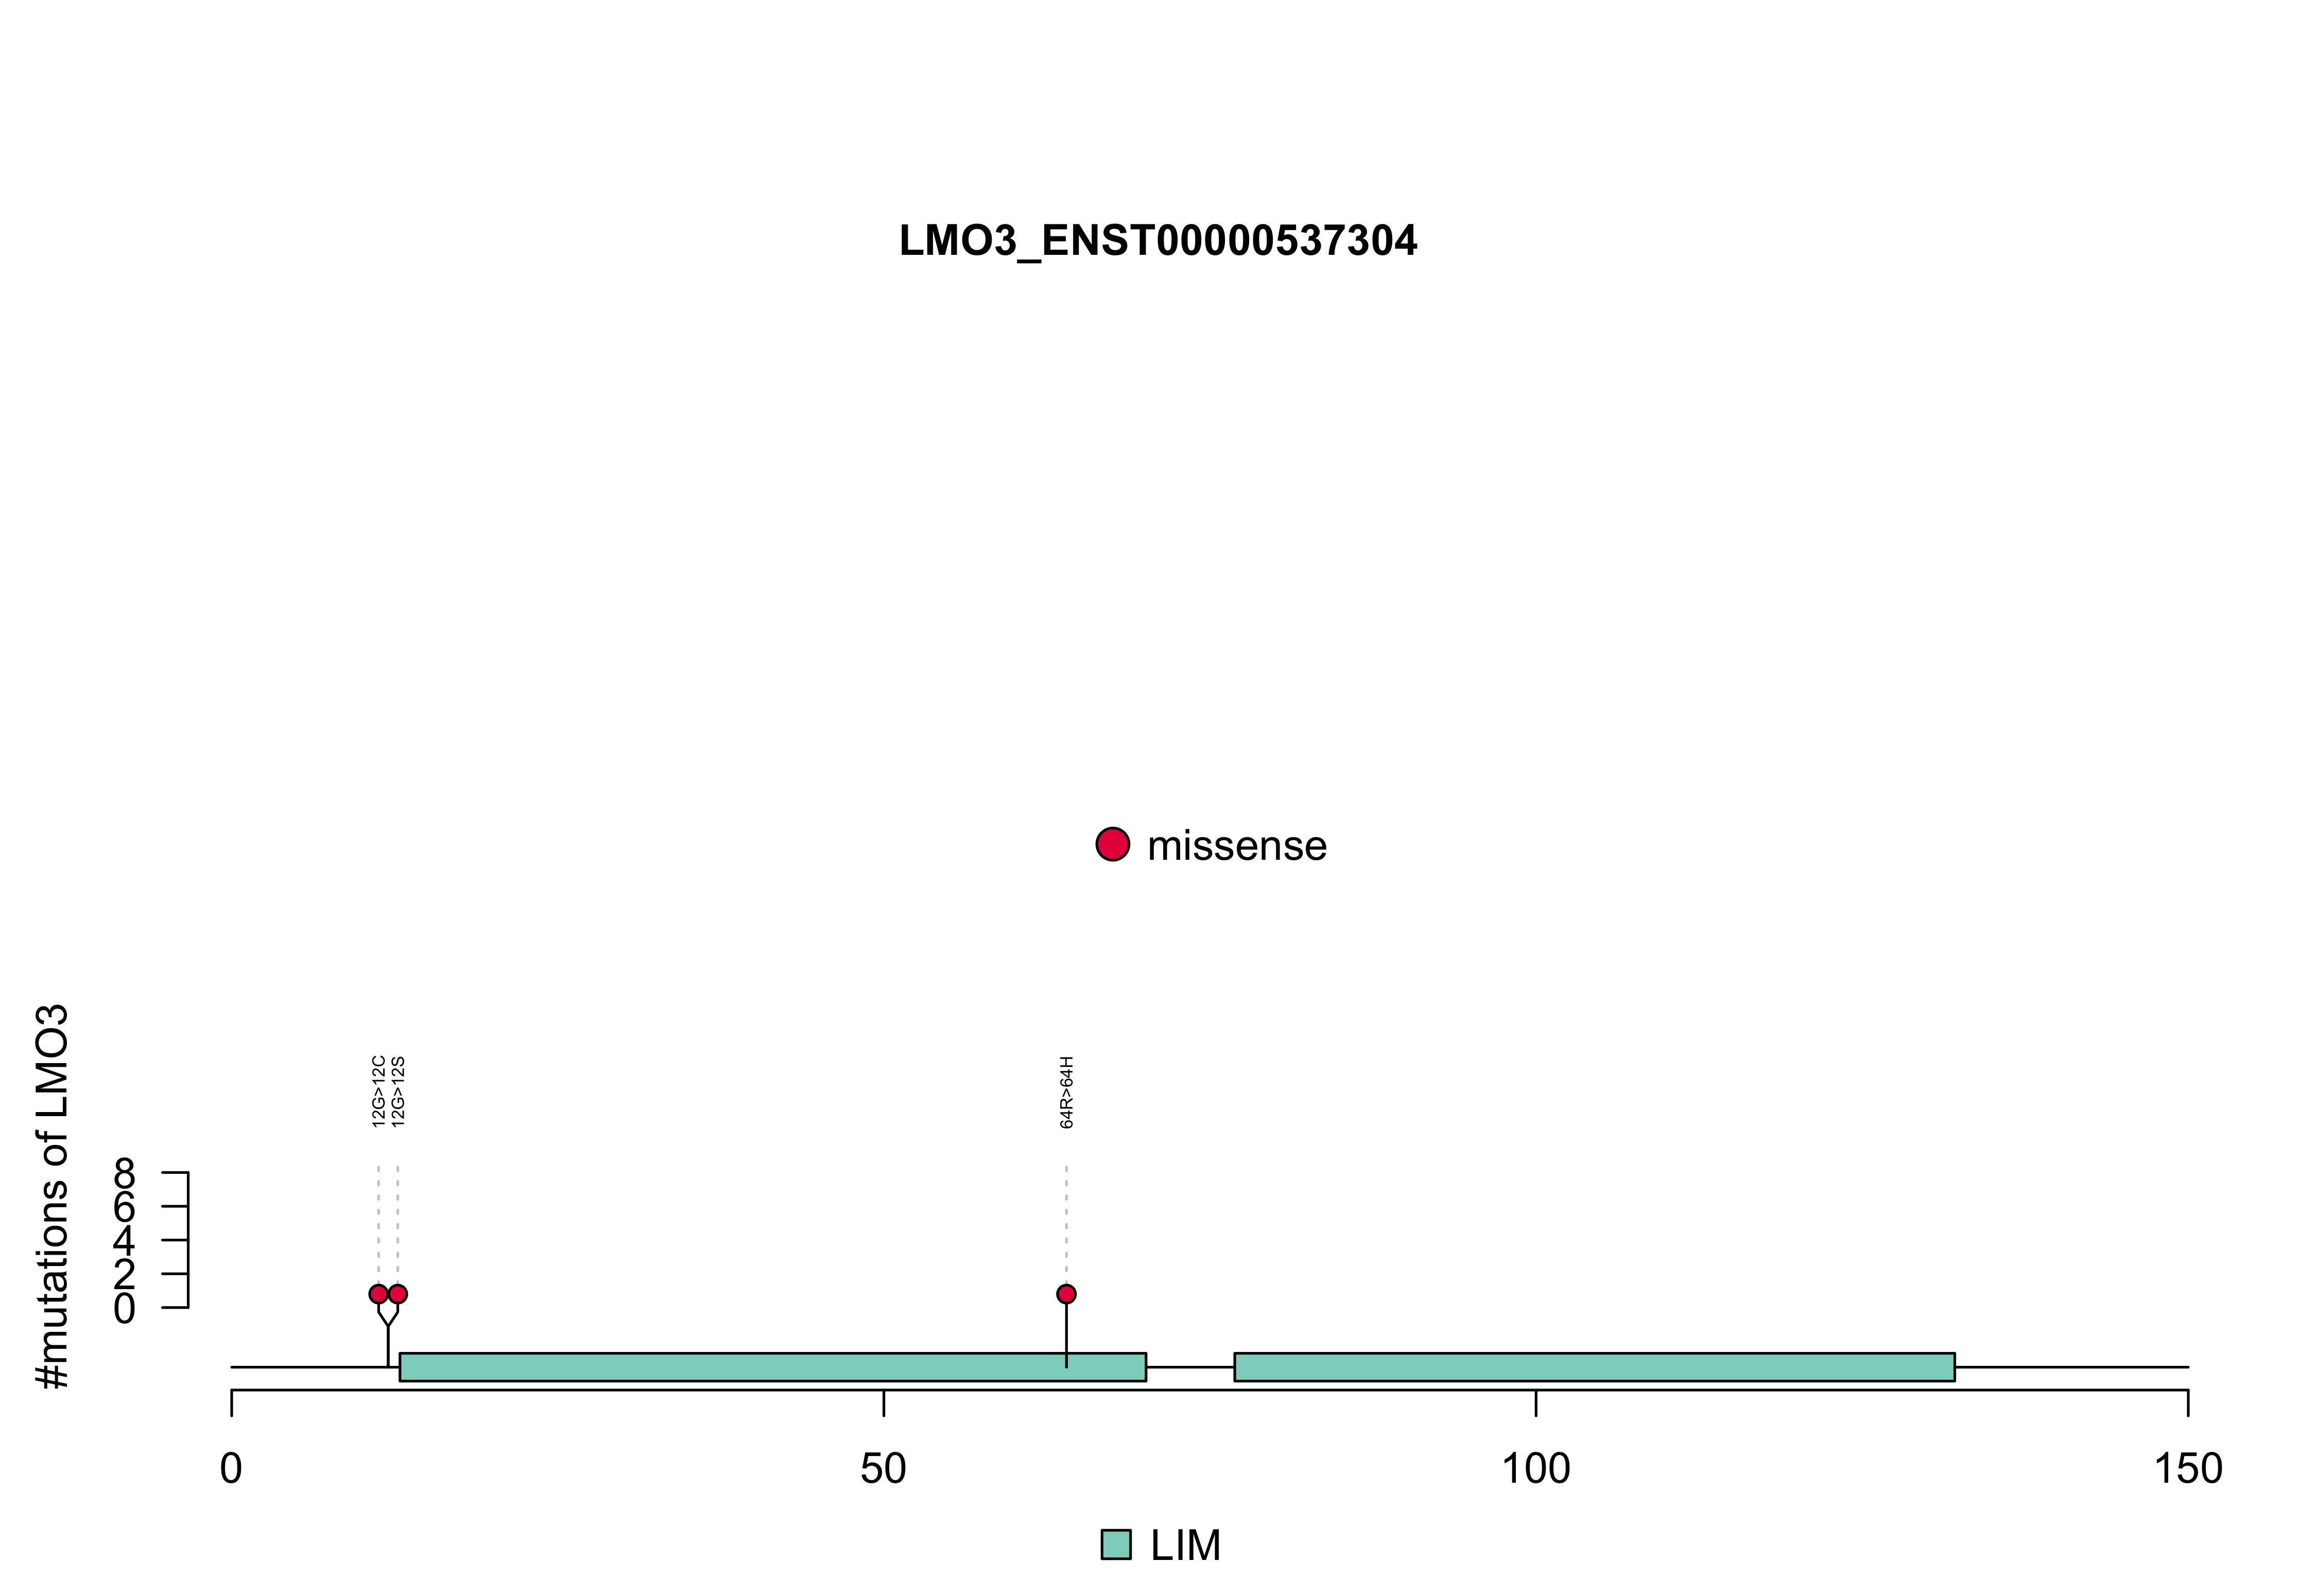 LMO3_ENST00000537304
missense
#mutations of LMO3
12G>12C
12G>12S
64R>64H
8
6
4
2
0
0
50
100
150
LIM